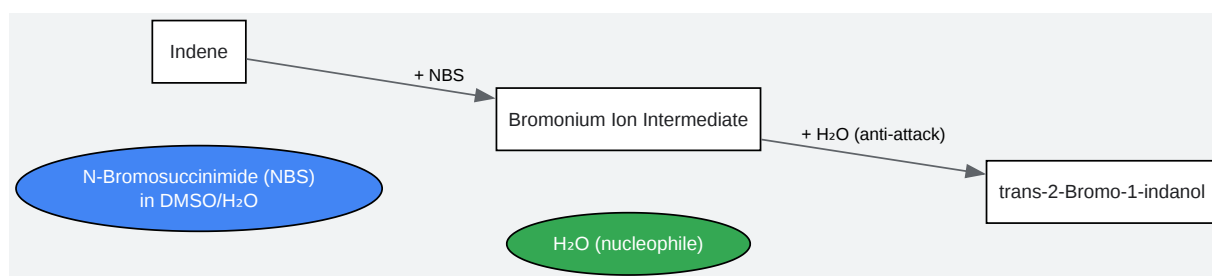 Indene
+ NBS
Bromonium Ion Intermediate
+ H₂O (anti-attack)
trans-2-Bromo-1-indanol
N-Bromosuccinimide (NBS)
in DMSO/H₂O
H₂O (nucleophile)